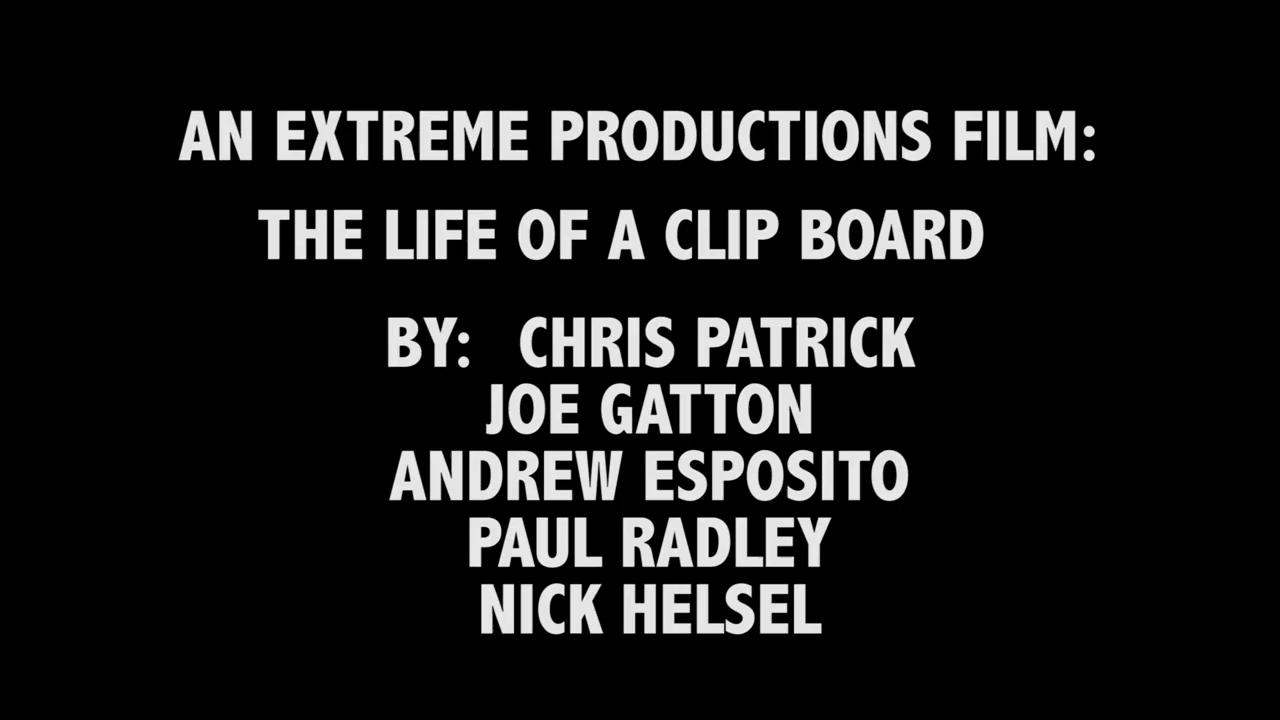 AN EXTREME PRODUCTIONS FILM:
THE LIFE OF A CLIP BOARD
BY: CHRIS PATRICK
JOE GATTON
ANDREW ESPOSITO
PAUL RADLEY
NICK HELSEL